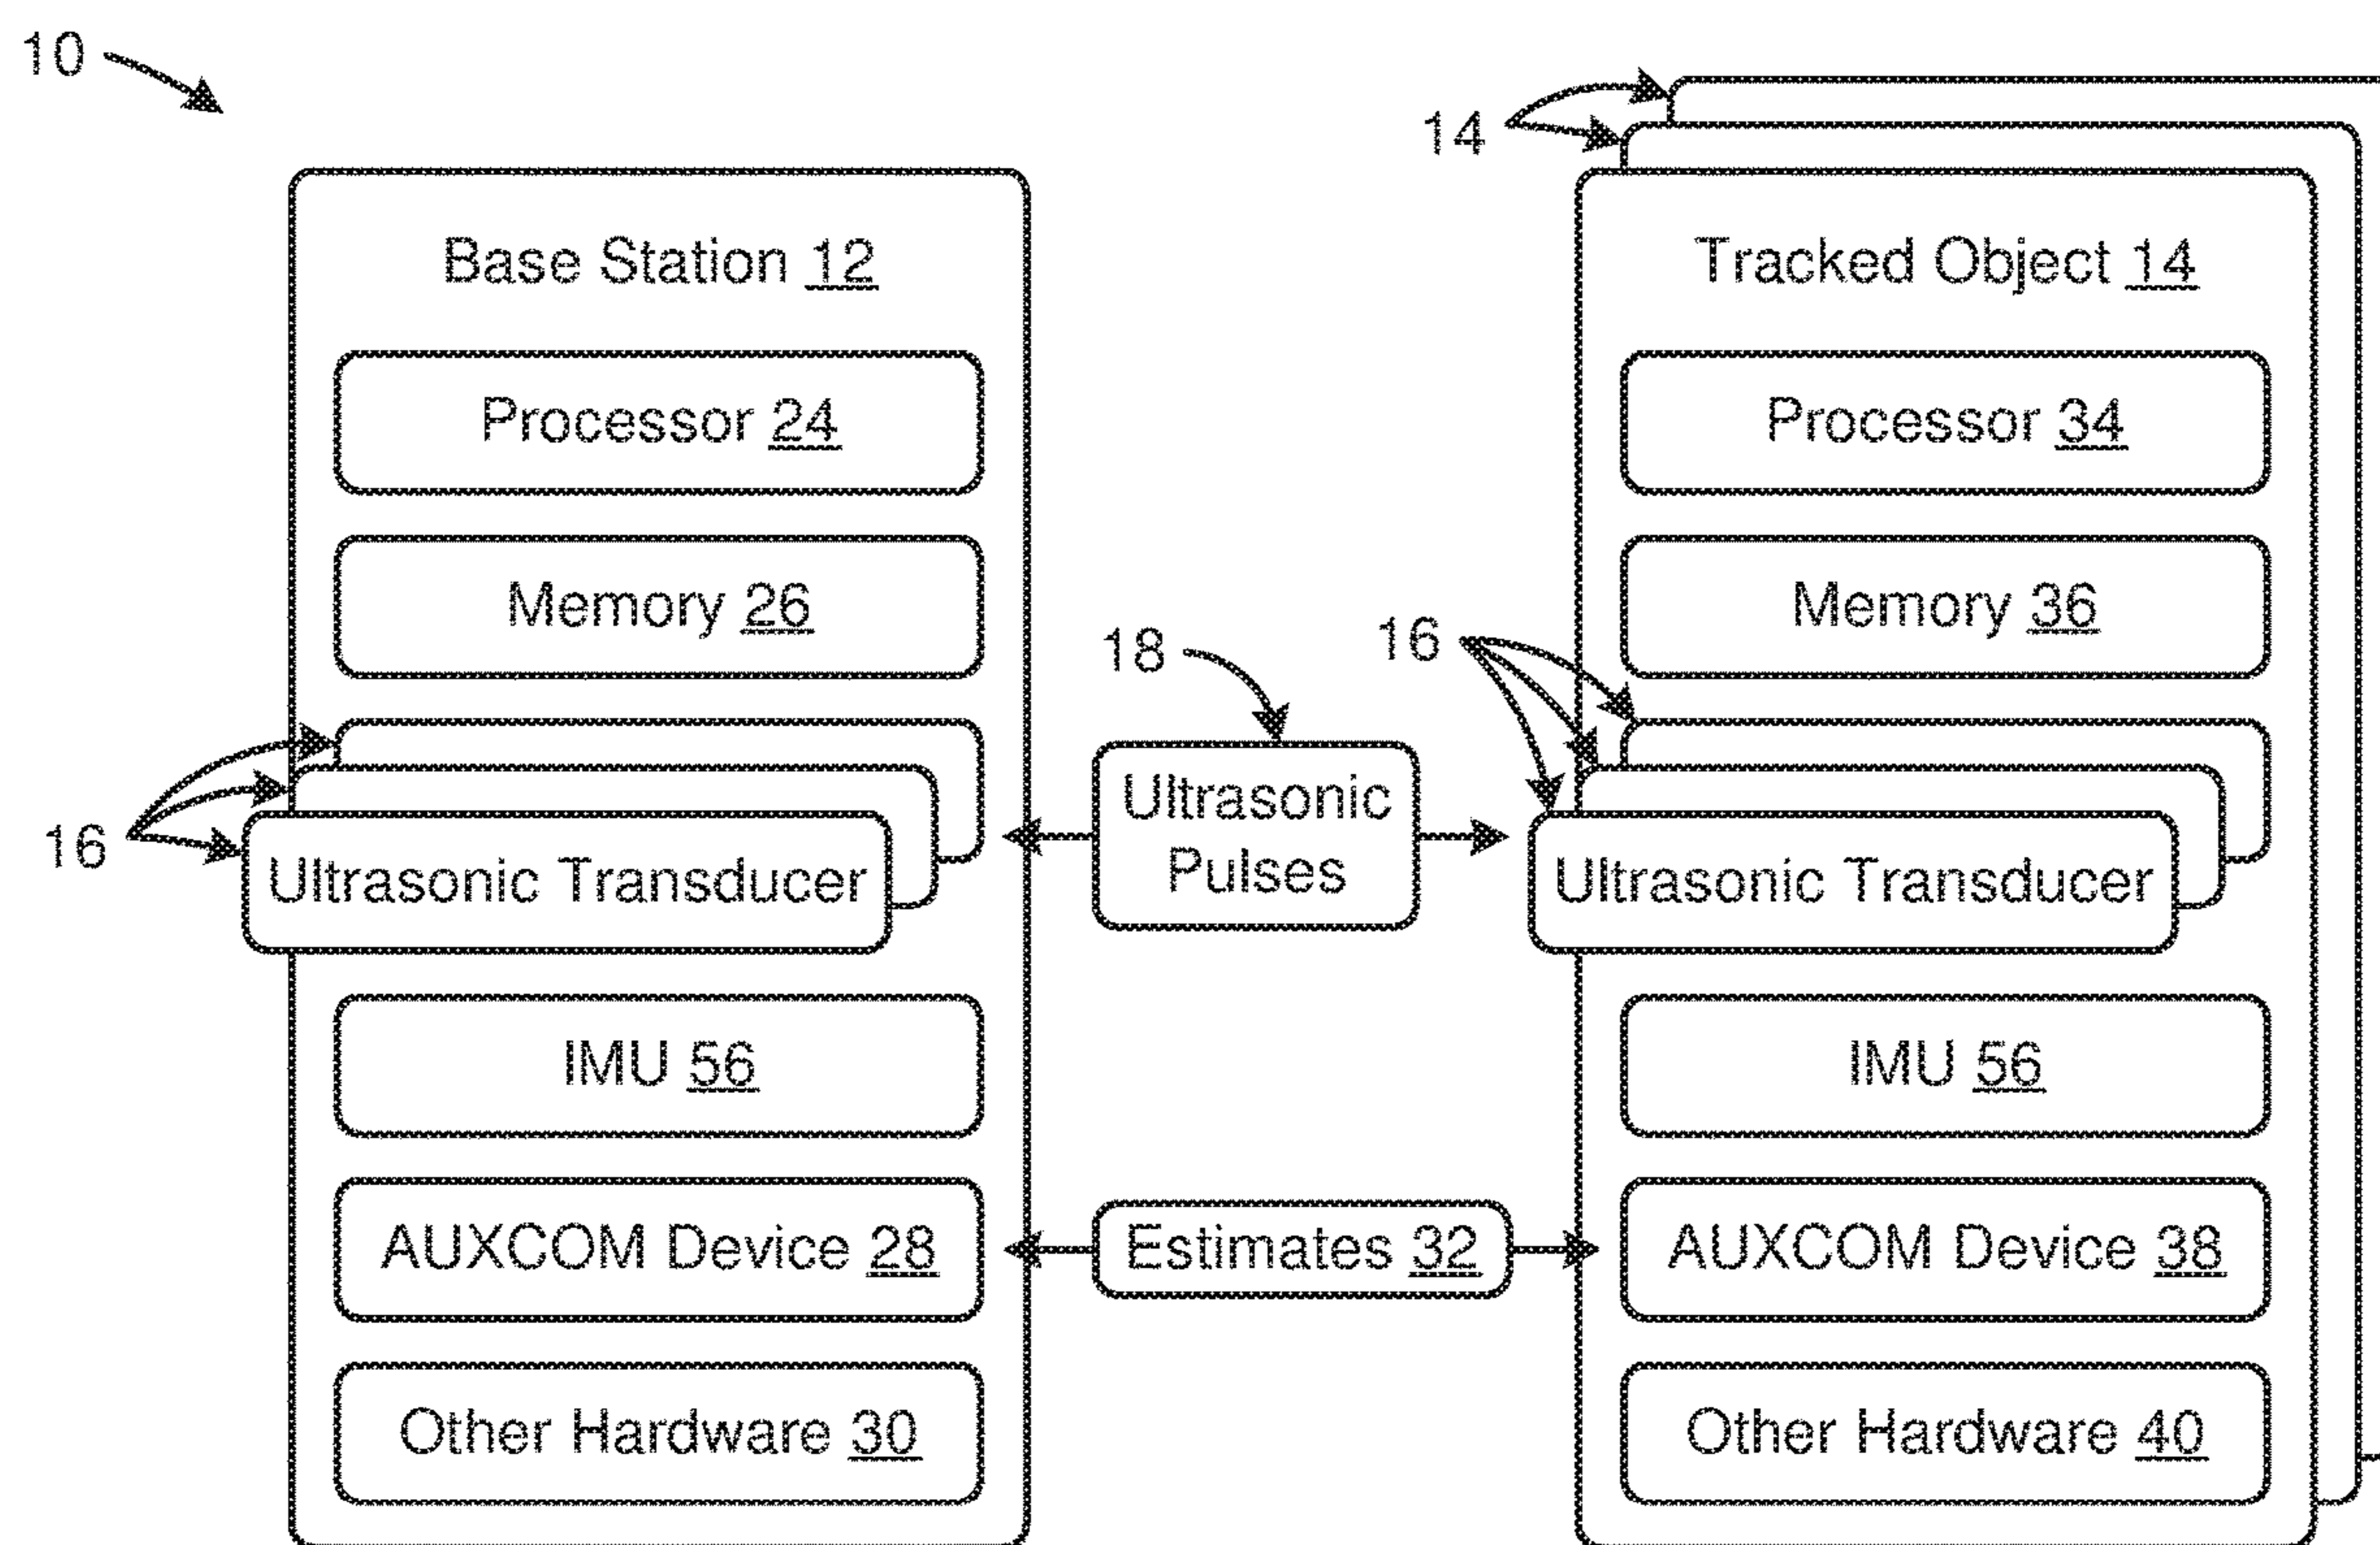 10
14
Base Station 12
Processor 24
Memory 26
16
Ultrasonic Transducer
IMU 56
AUXCOM Device 28
Other Hardware 30
18
Ultrasonic
Pulses
Estimates 32
Tracked Object 14
Processor 34
Memory 36
16
Ultrasonic Transducer
IMU 56
AUXCOM Device 38
Other Hardware 40